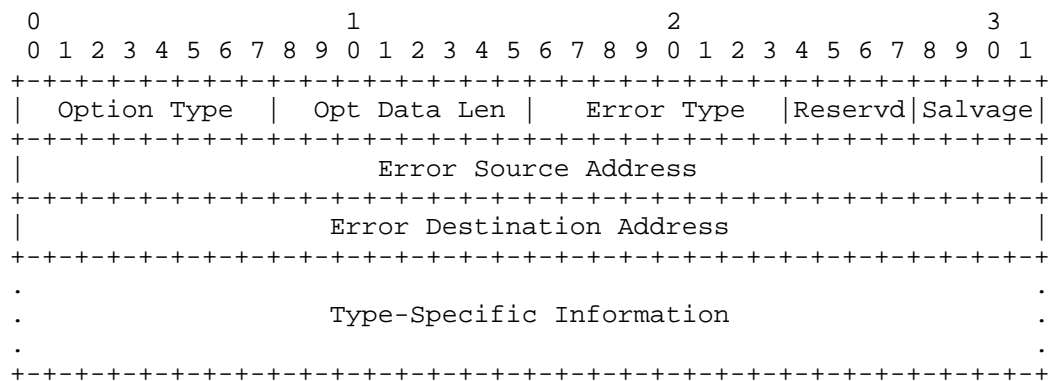 0                   1                   2                   3
 0 1 2 3 4 5 6 7 8 9 0 1 2 3 4 5 6 7 8 9 0 1 2 3 4 5 6 7 8 9 0 1
+-+-+-+-+-+-+-+-+-+-+-+-+-+-+-+-+-+-+-+-+-+-+-+-+-+-+-+-+-+-+-+-+
|  Option Type  |  Opt Data Len |   Error Type  |Reservd|Salvage|
+-+-+-+-+-+-+-+-+-+-+-+-+-+-+-+-+-+-+-+-+-+-+-+-+-+-+-+-+-+-+-+-+
|                      Error Source Address                     |
+-+-+-+-+-+-+-+-+-+-+-+-+-+-+-+-+-+-+-+-+-+-+-+-+-+-+-+-+-+-+-+-+
|                   Error Destination Address                   |
+-+-+-+-+-+-+-+-+-+-+-+-+-+-+-+-+-+-+-+-+-+-+-+-+-+-+-+-+-+-+-+-+
.                                                               .
.                   Type-Specific Information                   .
.                                                               .
+-+-+-+-+-+-+-+-+-+-+-+-+-+-+-+-+-+-+-+-+-+-+-+-+-+-+-+-+-+-+-+-+